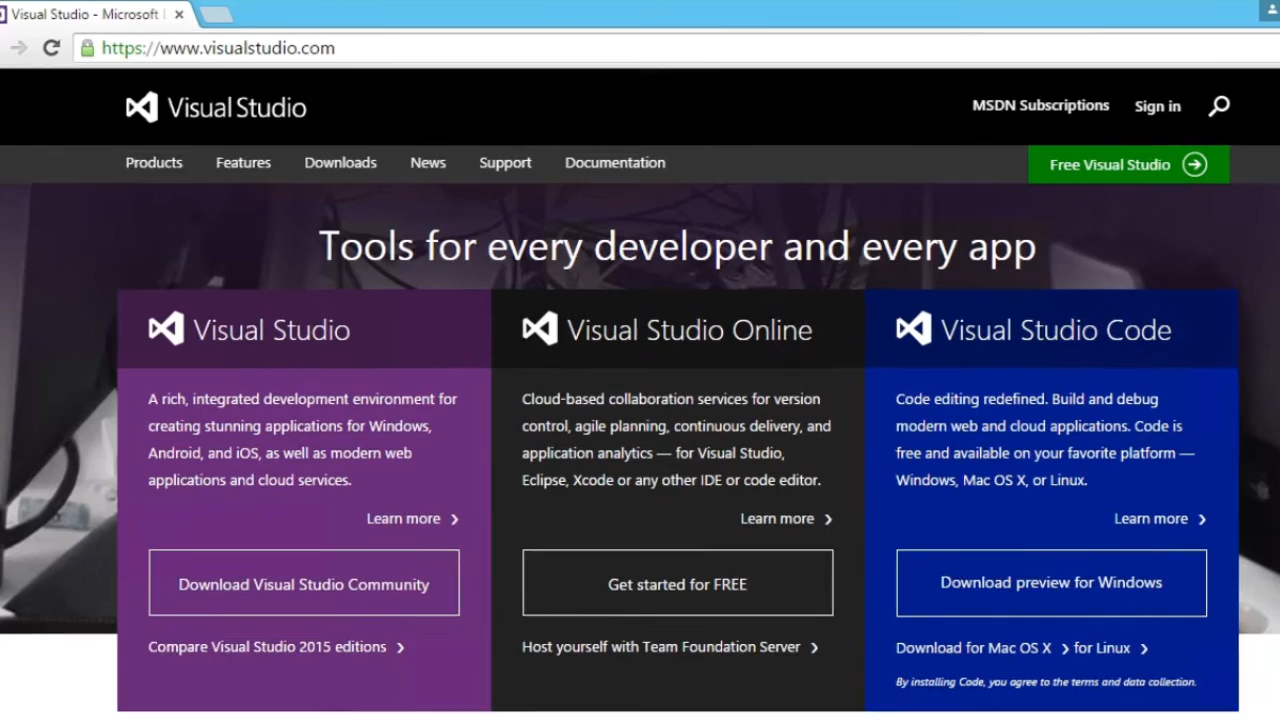 Visual Studio - Microsoft
https://www.visualstudio.com
Visual Studio
MSDN Subscriptions
Sign in
Products
Features
Downloads
News
Support
Documentation
Free Visual Studio
Tools for every developer and every app
Visual Studio
A rich, integrated development environment for
creating stunning applications for Windows,
Android, and iOS, as well as modern web
applications and cloud services.
Learn more
Download Visual Studio Community
Compare Visual Studio 2015 editions
Visual Studio Online
Cloud-based collaboration services for version
control, agile planning, continuous delivery, and
application analytics — for Visual Studio,
Eclipse, Xcode or any other IDE or code editor.
Learn more
Get started for FREE
Host yourself with Team Foundation Server
Visual Studio Code
Code editing redefined. Build and debug
modern web and cloud applications. Code is
free and available on your favorite platform —
Windows, Mac OS X, or Linux.
Learn more
Download preview for Windows
Download for Mac OS X
for Linux
By installing Code, you agree to the terms and data collection.